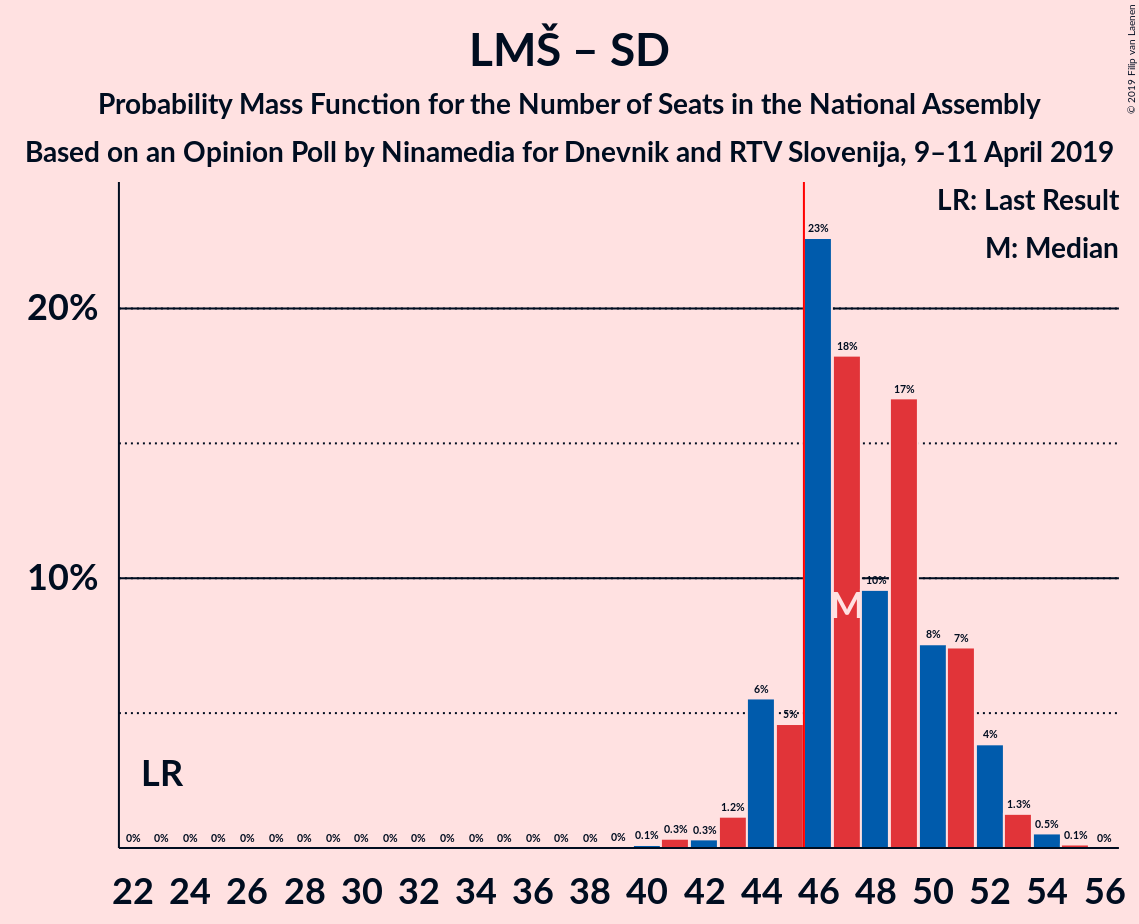 LMŠ – SD
Probability Mass Function for the Number of Seats in the National Assembly
Based on an Opinion Poll by Ninamedia for Dnevnik and RTV Slovenija, 9–11 April 2019
© 2019 Filip van Laenen
LR: Last Result
M: Median
20%
10%
23%
18%
17%
10%
M
8%
7%
6%
5%
4%
LR
1.2%
1.3%
0% 0% 0% 0% 0% 0% 0% 0% 0% 0% 0% 0% 0% 0% 0% 0% 0% 0% 0.1% 0.3% 0.3% 0.5% 0.1% 0%
22 24 26 28 30 32 34 36 38 40 42 44 46 48 50 52 54 56